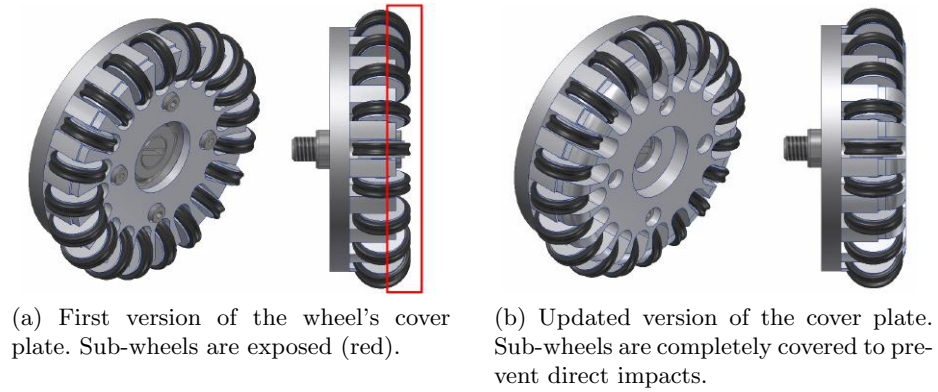 (a) First version of the wheel's cover
plate. Sub-wheels are exposed (red).
(b) Updated version of the cover plate.
Sub-wheels are completely covered to pre-
vent direct impacts.